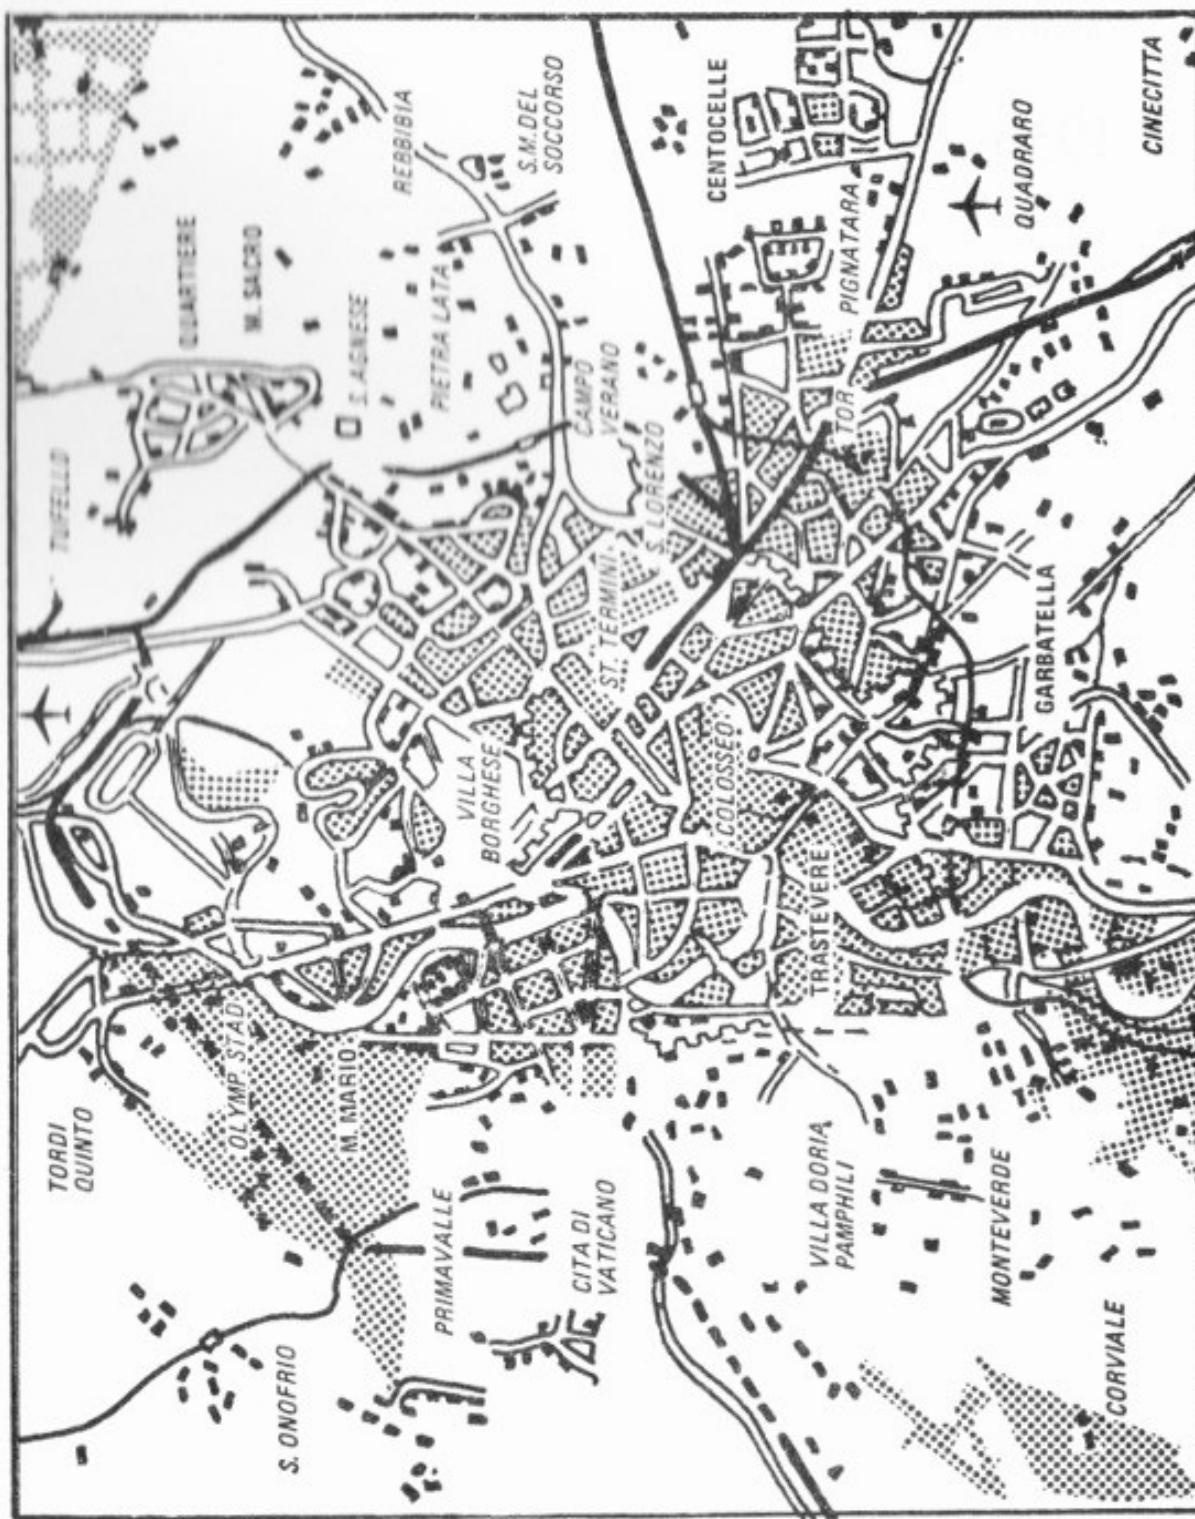 TORDI
QUINTO
TUFELLO
QUARTIERE
M. SACRIO
OLYMP STAD
S. ONOFRIO
M. MARIO
S. AGNESE
REBBIBIA
PRIMAVALLE
PIETRA LATA
VILLA
BORGHESE
S.M. DEL
SOCCORSO
CITA DI
VATICANO
CAMPO
VERANO
ST. TERMINI
S. LORENZO
CENTOCELLE
COLOSSEO
VILLA DORIA
PAMPHILI
TRASTEVERE
TOR PIGNATARA
MONTEVERDE
QUADRARO
GARBATELLA
CORVIALE
CINECITTA